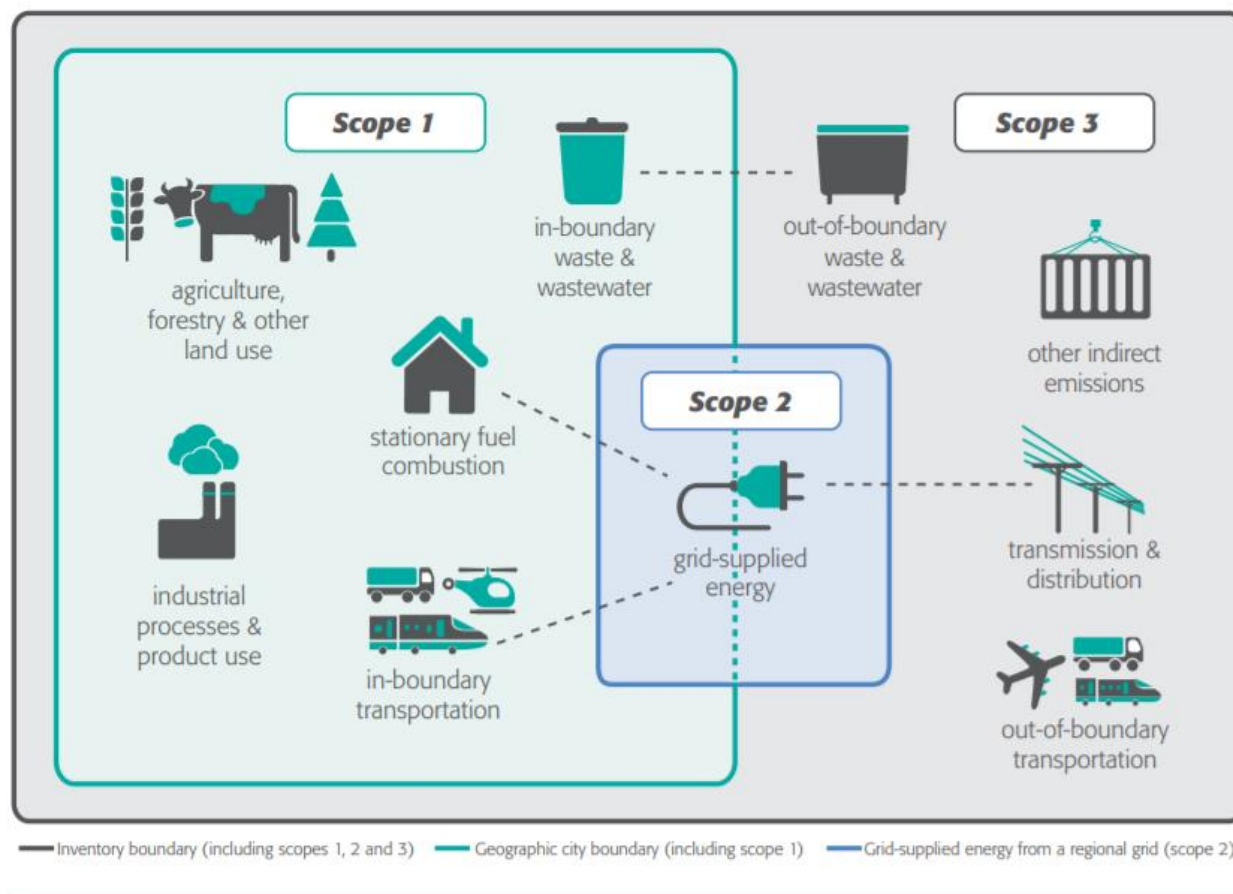 Scope 1
Scope 3
in-boundary
waste &
wastewater
out-of-boundary
waste &
wastewater
agriculture,
forestry & other
land use
other indirect
emissions
Scope 2
stationary fuel
combustion
grid-supplied
energy
transmission &
distribution
industrial
processes &
product use
in-boundary
transportation
out-of-boundary
transportation
Inventory boundary (including scopes 1, 2 and 3) Geographic city boundary (including scope 1) Grid-supplied energy from a regional grid (scope 2)